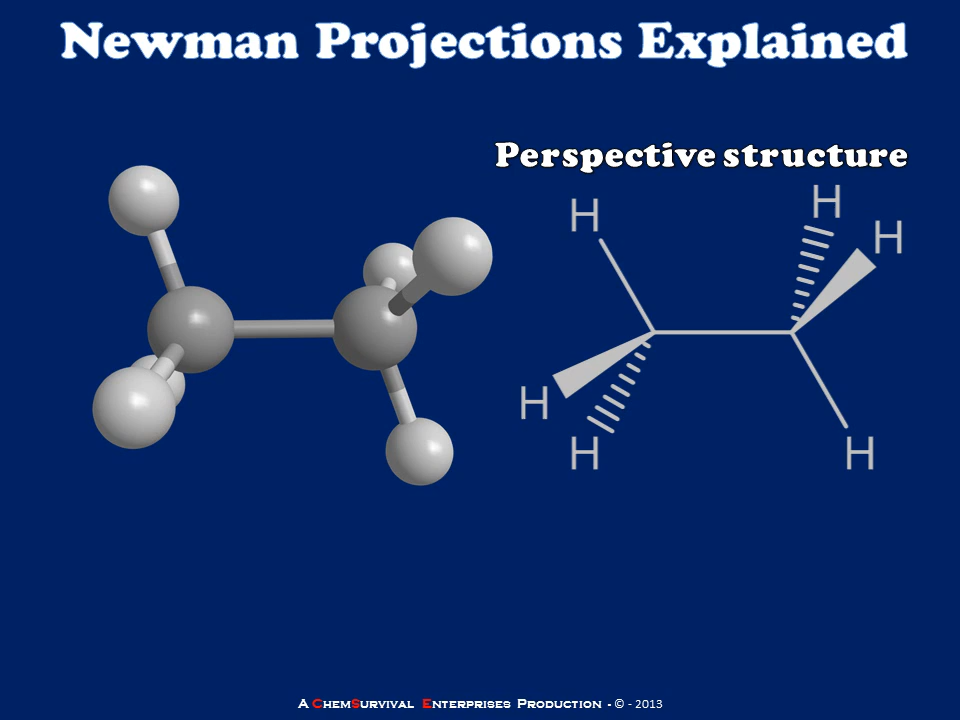 Newman Projections Explained
Perspective structure
H
H
H
H
H
H
A ChemSurvival Enterprises Production - © - 2013